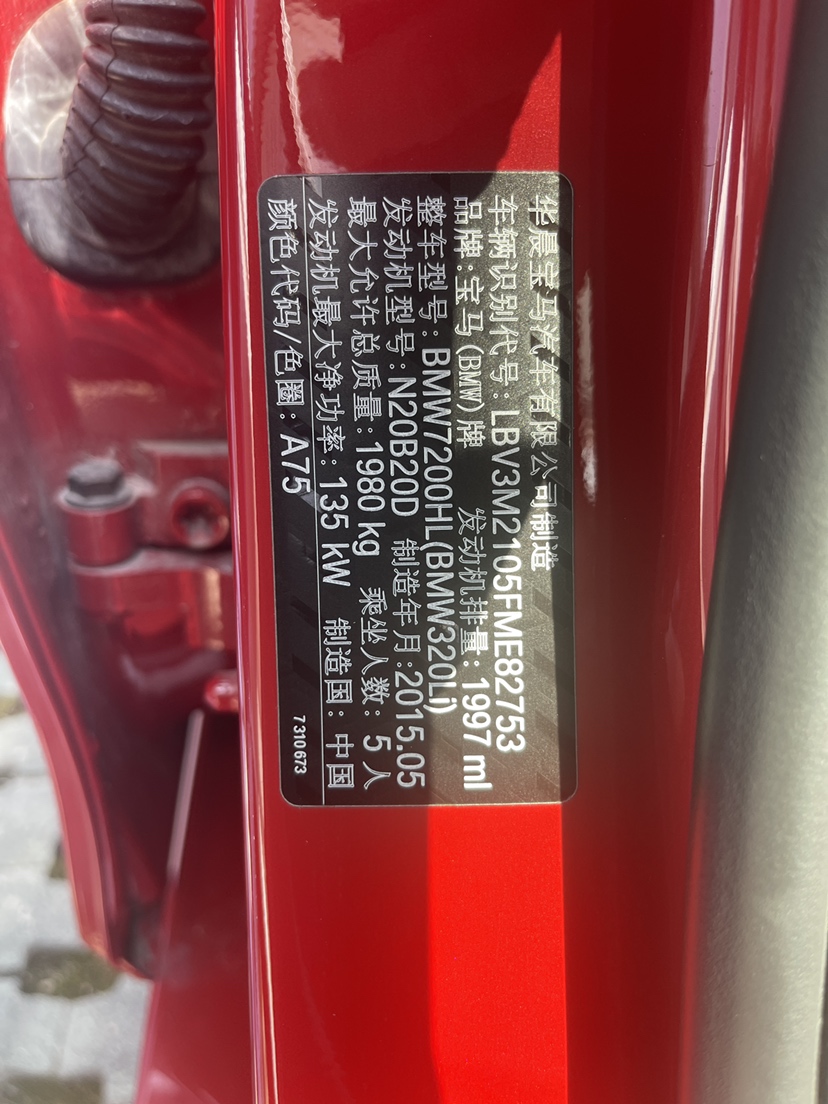 华晨宝马汽车有限公司制造
车辆识别代号:LBV3M2105FME82753
品牌:宝马(BMW)牌 发动机排量:1997 ml
整车型号:BMW7200HL(BMW320Li)
发动机型号:N20B20D 制造年月:2015.05
最大允许总质量:1980 kg 乘坐人数:5人
发动机最大净功率:135 kW 制造国:中国
颜色代码/色圈:A75
7 310 673